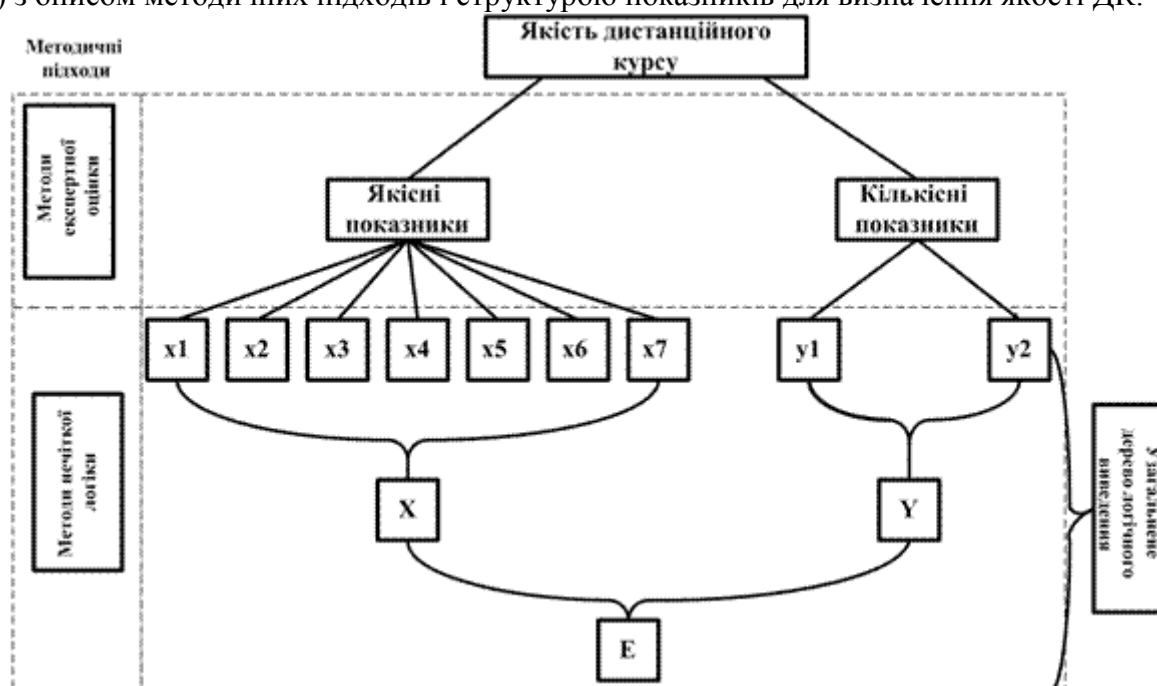 ) з описом методичних підходів і структурою показників для визначення якості ДК.
Якість дистанційного
курсу
Методичні
підходи
Методи
експертної
оцінки
Якісні
показники
Кількісні
показники
x1 x2 x3 x4 x5 x6 x7 y1 y2
Методи нечіткої
логіки
X Y
Узагальнене
дерево логічного
виведення
E